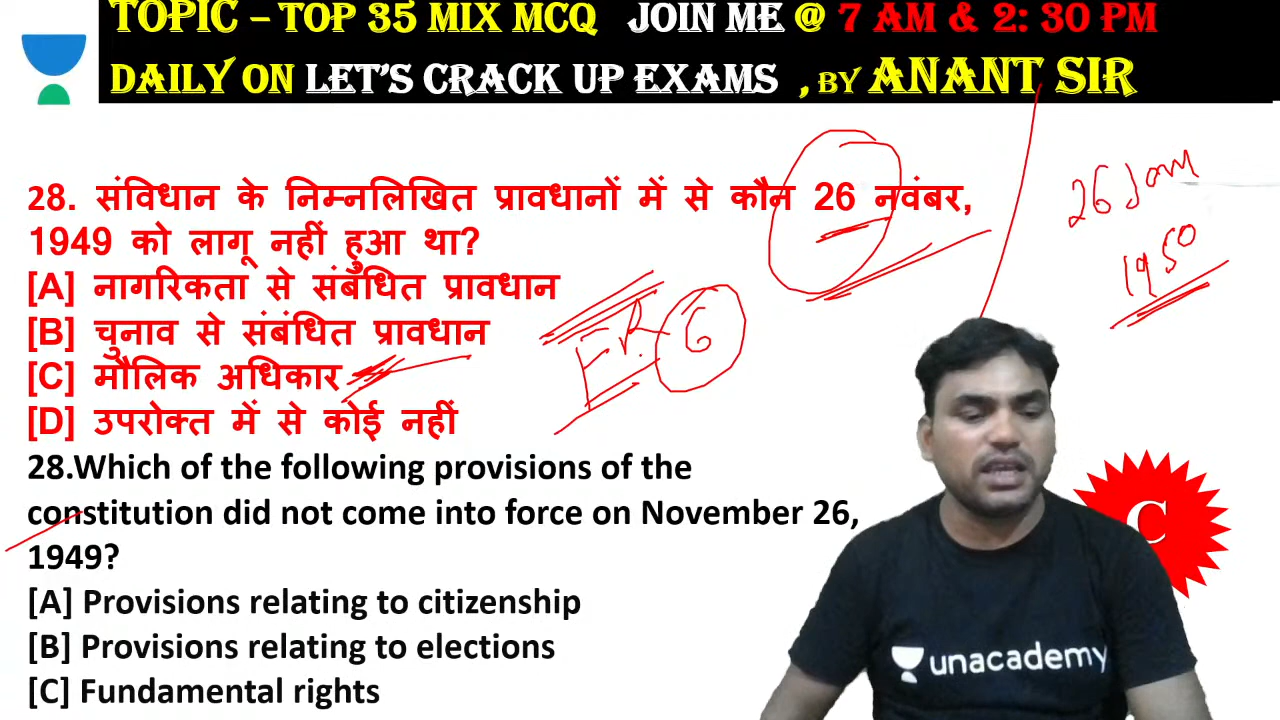 TOPIC – TOP 35 MIX MCQ JOIN ME @ 7 AM & 2: 30 PM
DAILY ON LET'S CRACK UP EXAMS , BY ANANT SIR
28. संविधान के निम्नलिखित प्रावधानों में से कौन 26 नवंबर,
1949 को लागू नहीं हुआ था?
[A] नागरिकता से संबंधित प्रावधान
[B] चुनाव से संबंधित प्रावधान
[C] मौलिक अधिकार
[D] उपरोक्त में से कोई नहीं
26 Jan
1950
F.R. 6
28.Which of the following provisions of the
constitution did not come into force on November 26,
1949?
[A] Provisions relating to citizenship
[B] Provisions relating to elections
[C] Fundamental rights
C
unacademy